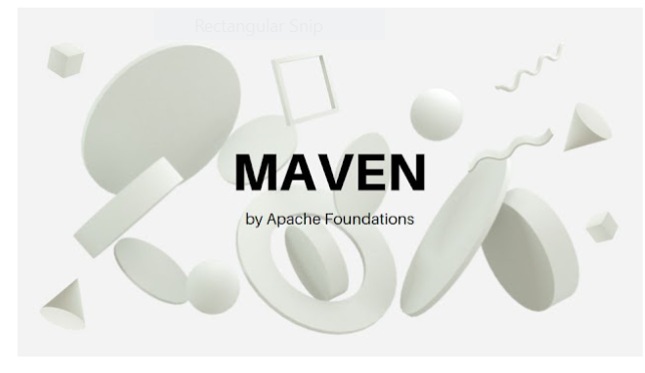 Rectangular Snip
MAVEN
by Apache Foundations